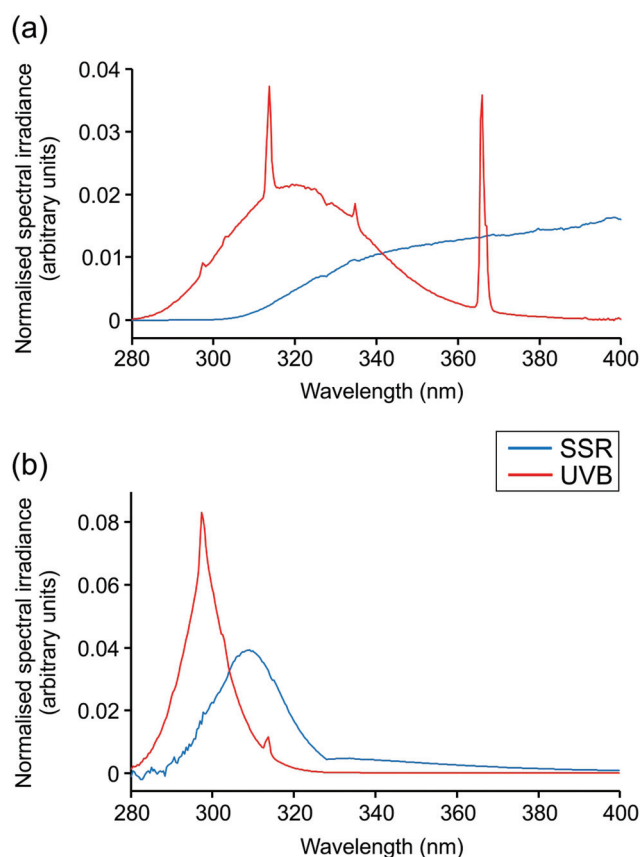 (a)
Normalised spectral irradiance
(arbitrary units)
0.04
0.03
0.02
0.01
0
280 300 320 340 360 380 400
Wavelength (nm)
SSR
UVB
(b)
Normalised spectral irradiance
(arbitrary units)
0.08
0.06
0.04
0.02
0
280 300 320 340 360 380 400
Wavelength (nm)